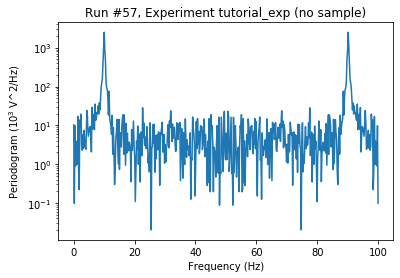 Run #57, Experiment tutorial_exp (no sample)
Periodogram (10³ V^2/Hz)
10³
10²
10¹
10⁰
10⁻¹
0 20 40 60 80 100
Frequency (Hz)